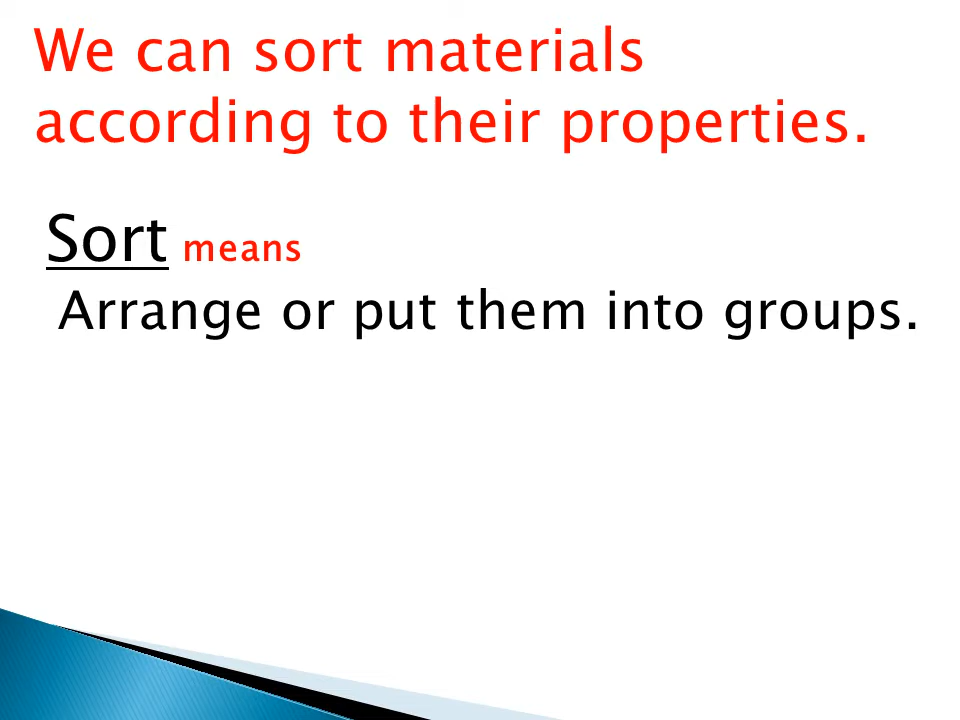 We can sort materials
according to their properties.
Sort means
Arrange or put them into groups.